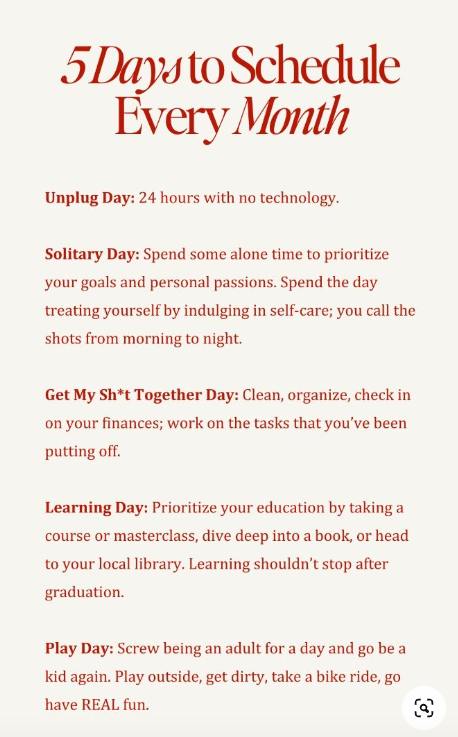 5 Days to Schedule
Every Month
Unplug Day: 24 hours with no technology.
Solitary Day: Spend some alone time to prioritize
your goals and personal passions. Spend the day
treating yourself by indulging in self-care; you call the
shots from morning to night.
Get My Sh*t Together Day: Clean, organize, check in
on your finances; work on the tasks that you’ve been
putting off.
Learning Day: Prioritize your education by taking a
course or masterclass, dive deep into a book, or head
to your local library. Learning shouldn’t stop after
graduation.
Play Day: Screw being an adult for a day and go be a
kid again. Play outside, get dirty, take a bike ride, go
have REAL fun.